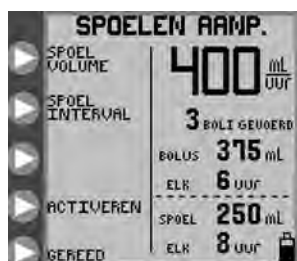 SPOELEN AANP.
SPOEL
VOLUME
400 mL
UUr
SPOEL
INTERVAL
3 BOLI GEVOERD
BOLUS 375 mL
ELK 6 UUr
ACTIVEREN
SPOEL 250 mL
ELK 8 UUr
GEREED